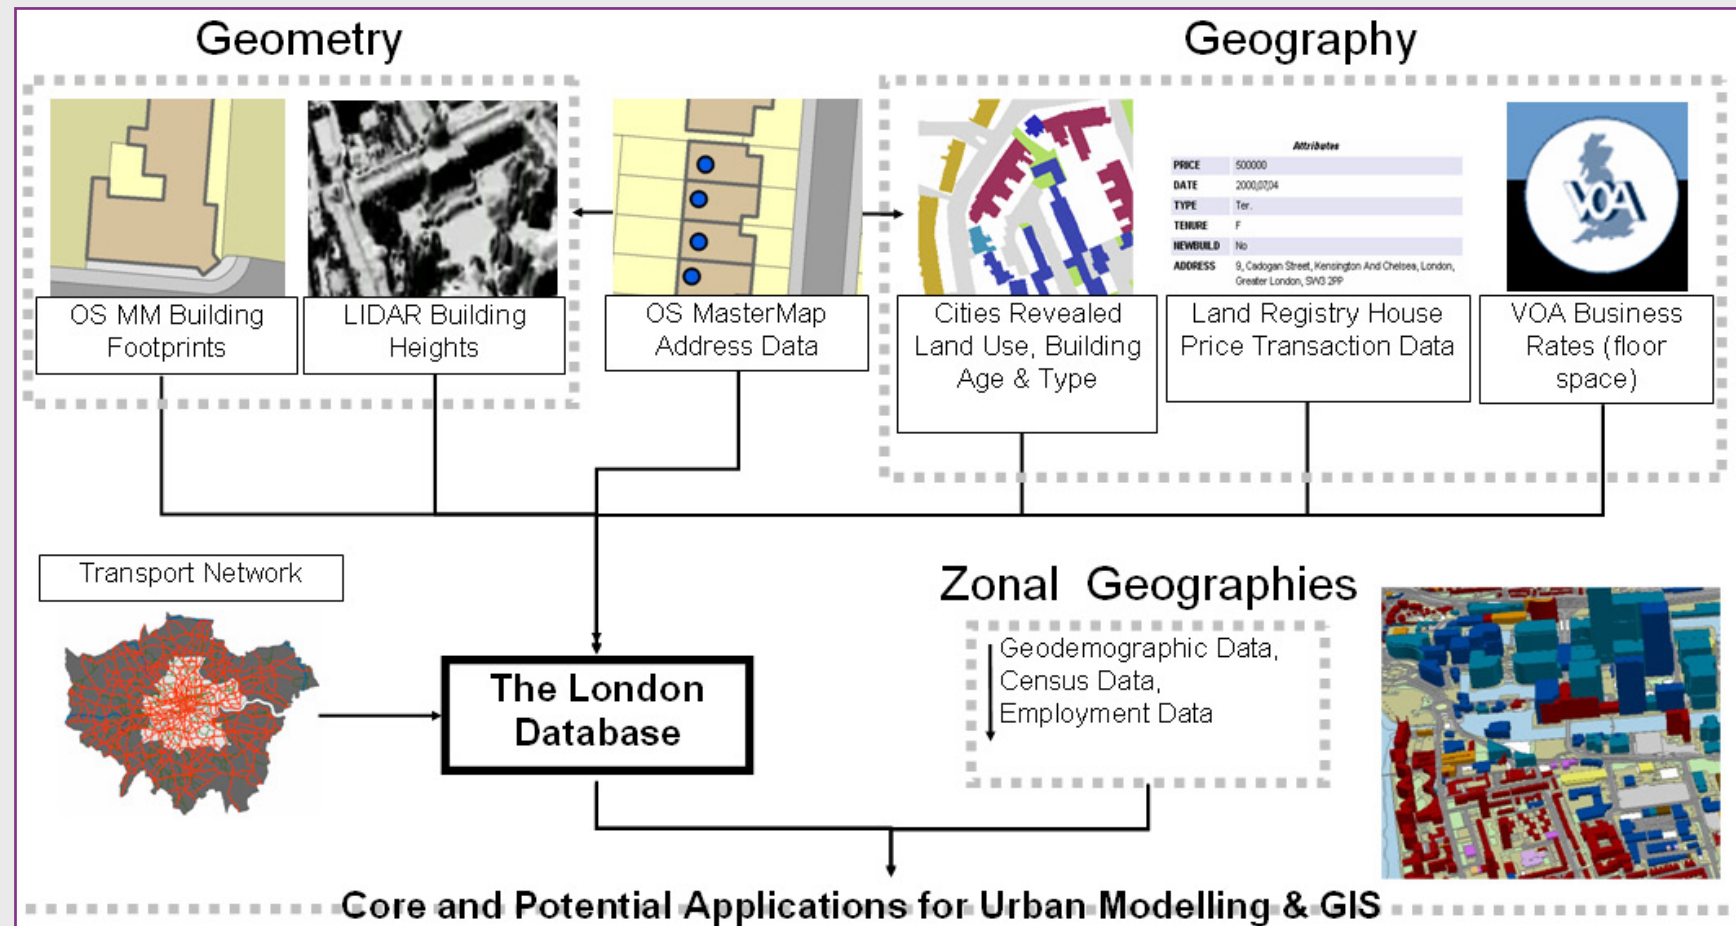 Geometry
Geography
Attributes
PRICE 500000
DATE 2000,07,04
TYPE Ter.
TENURE F
NEWBUILD No
ADDRESS 9, Cadogan Street, Kensington And Chelsea, London,
Greater London, SW3 2PP
VOA
OS MM Building
Footprints
LIDAR Building
Heights
OS MasterMap
Address Data
Cities Revealed
Land Use, Building
Age & Type
Land Registry House
Price Transaction Data
VOA Business
Rates (floor
space)
Transport Network
The London
Database
Zonal Geographies
Geodemographic Data,
Census Data,
Employment Data
Core and Potential Applications for Urban Modelling & GIS